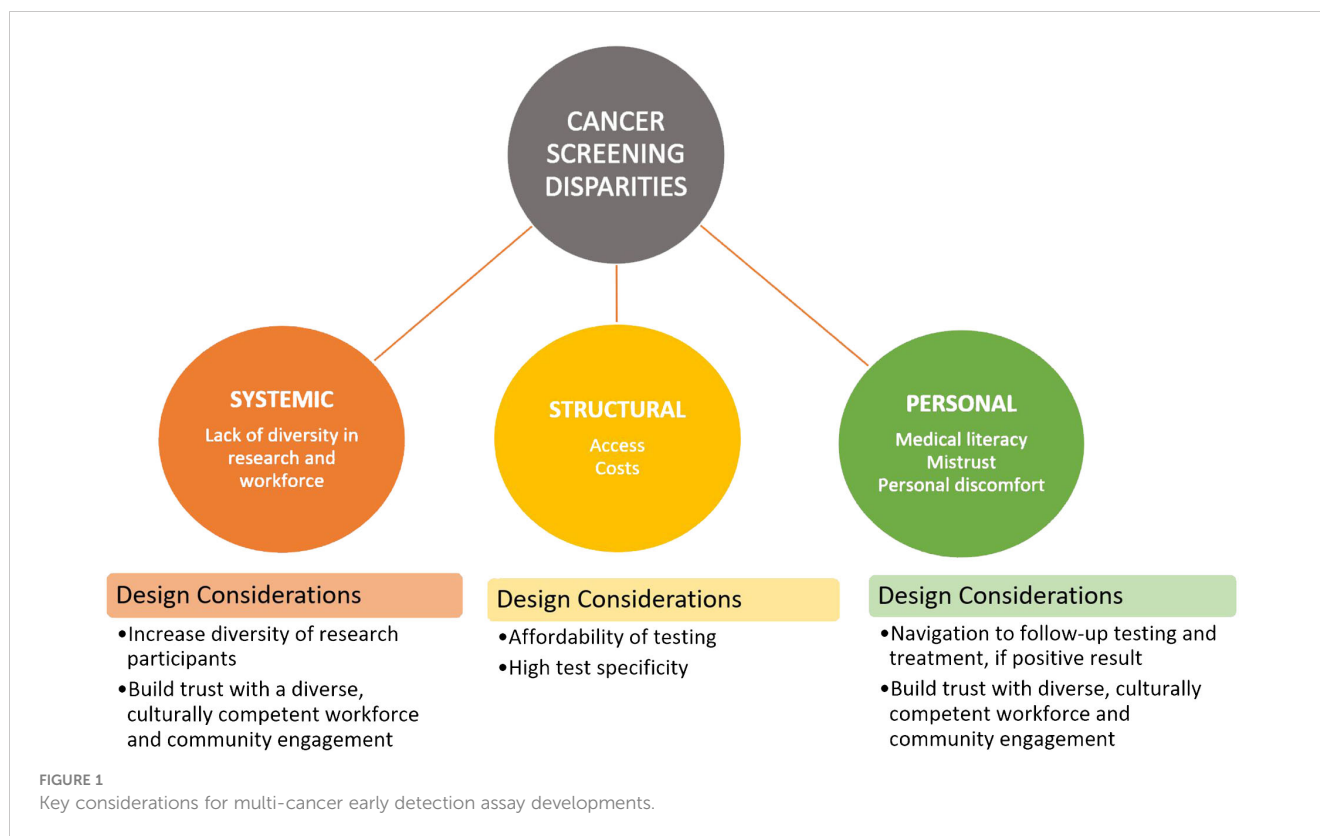 CANCER
SCREENING
DISPARITIES
SYSTEMIC
Lack of diversity in
research and
workforce
STRUCTURAL
Access
Costs
PERSONAL
Medical literacy
Mistrust
Personal discomfort
Design Considerations
•Increase diversity of research
participants
•Build trust with a diverse,
culturally competent workforce
and community engagement
Design Considerations
•Affordability of testing
•High test specificity
Design Considerations
•Navigation to follow-up testing and
treatment, if positive result
•Build trust with diverse, culturally
competent workforce and
community engagement
FIGURE 1
Key considerations for multi-cancer early detection assay developments.